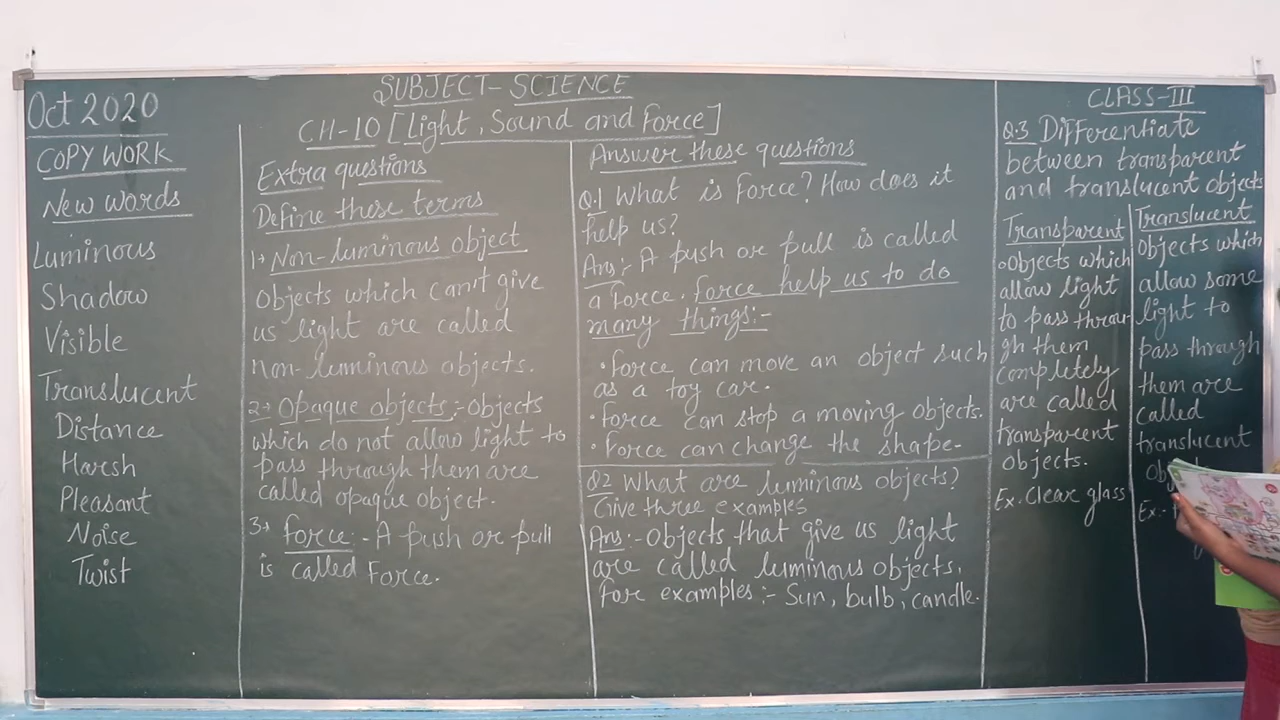 SUBJECT-SCIENCE
CLASS-III
Oct 2020
CH-10 [Light, Sound and Force]
COPY WORK
New words
Luminous
Shadow
Visible
Translucent
Distance
Harsh
Pleasant
Noise
Twist
Extra questions
Define these terms
1→ Non-luminous object
Objects which can't give
us light are called
non-luminous objects.
2→ Opaque objects:- Objects
which do not allow light to
pass through them are
called opaque object.
3→ Force:- A push or pull
is called Force.
Answer these questions
Q.1 What is Force? How does it
help us?
Ans:- A push or pull is called
a Force. Force help us to do
many things:-
• Force can move an object such
as a toy car.
• Force can stop a moving objects.
• Force can change the shape-
Q2 What are luminous objects?
Give three examples
Ans:- Objects that give us light
are called luminous objects.
For examples:- Sun, bulb, candle.
Q.3 Differentiate
between transparent
and translucent objects
Transparent
• Objects which
allow light
to pass throu-
gh them
completely
are called
transparent
objects.
Ex. Clear glass
Translucent
Objects which
allow some
light to
pass through
them are
called
translucent
Ex.-